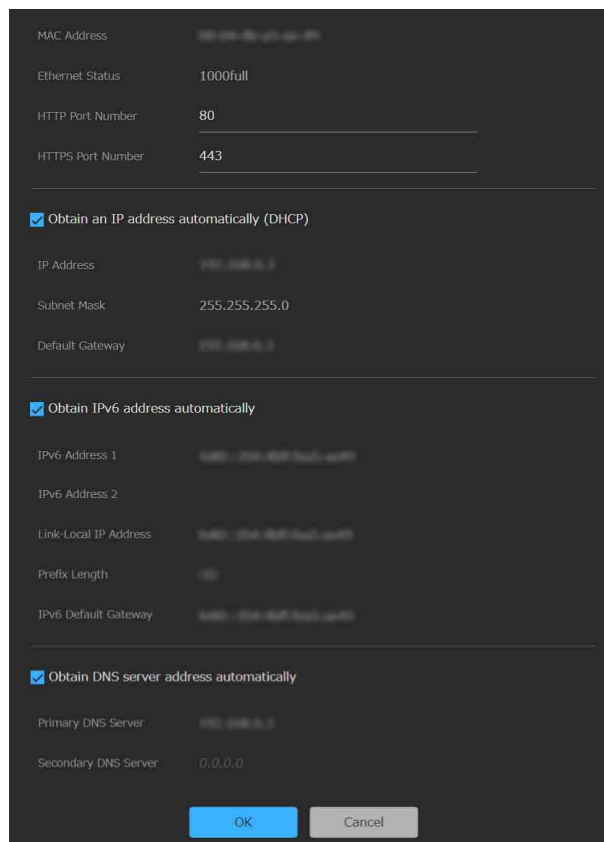 MAC Address
Ethernet Status 1000full
HTTP Port Number 80
HTTPS Port Number 443
Obtain an IP address automatically (DHCP)
IP Address
Subnet Mask 255.255.255.0
Default Gateway
Obtain IPv6 address automatically
IPv6 Address 1
IPv6 Address 2
Link-Local IP Address
Prefix Length
IPv6 Default Gateway
Obtain DNS server address automatically
Primary DNS Server
Secondary DNS Server 0.0.0.0
OK Cancel